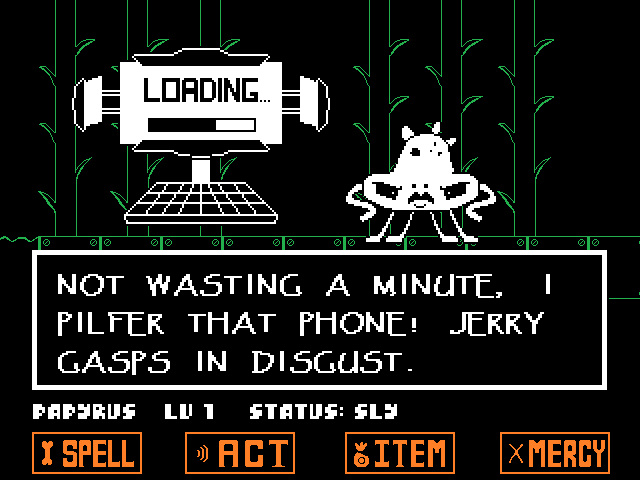 LOADING...
NOT WASTING A MINUTE, I
PILFER THAT PHONE! JERRY
GASPS IN DISGUST.
PAPYRUS LV 1 STATUS: SLY
SPELL ACT ITEM MERCY